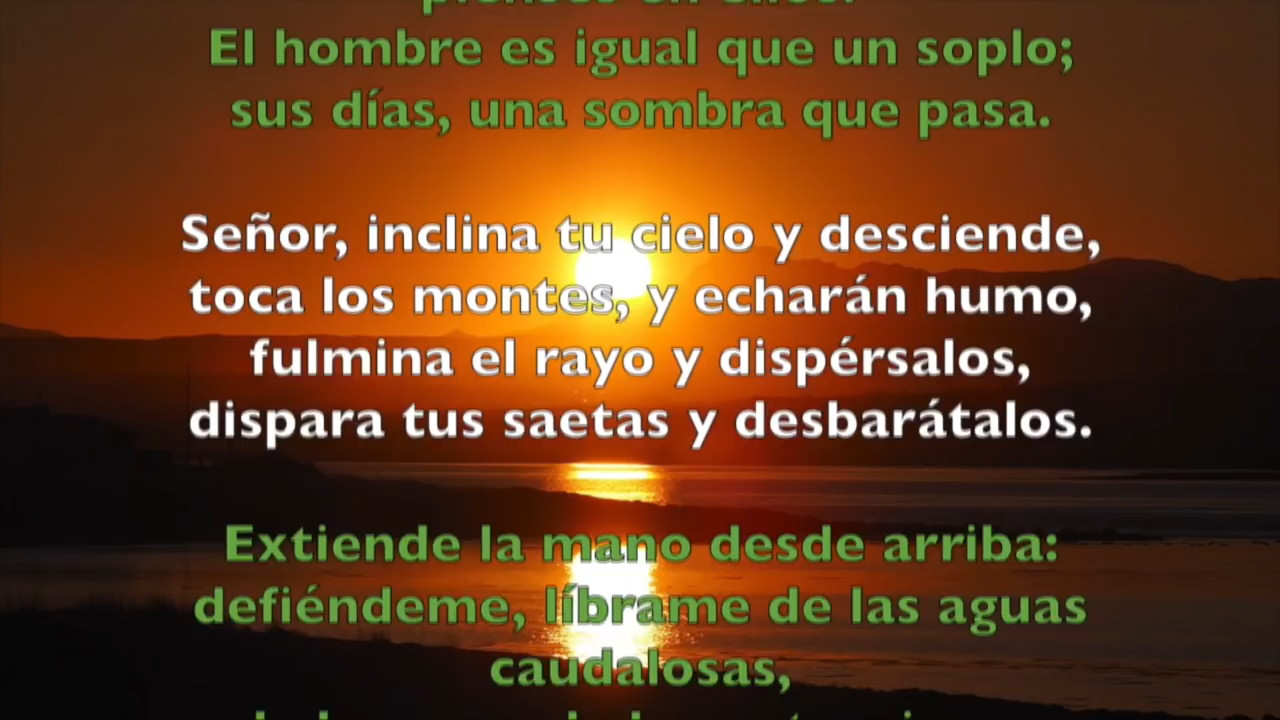 El hombre es igual que un soplo;
sus días, una sombra que pasa.
Señor, inclina tu cielo y desciende,
toca los montes, y echarán humo,
fulmina el rayo y dispérsalos,
dispara tus saetas y desbarátalos.
Extiende la mano desde arriba:
defiéndeme, líbrame de las aguas
caudalosas,